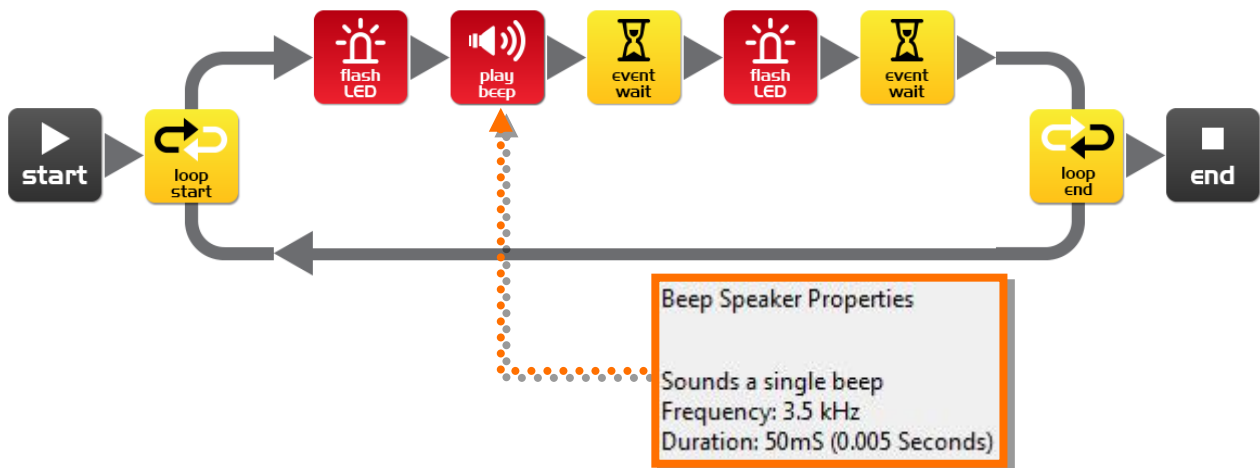 flash
LED
play
beep
event
wait
flash
LED
event
wait
start
loop
start
loop
end
end
Beep Speaker Properties
Sounds a single beep
Frequency: 3.5 kHz
Duration: 50mS (0.005 Seconds)